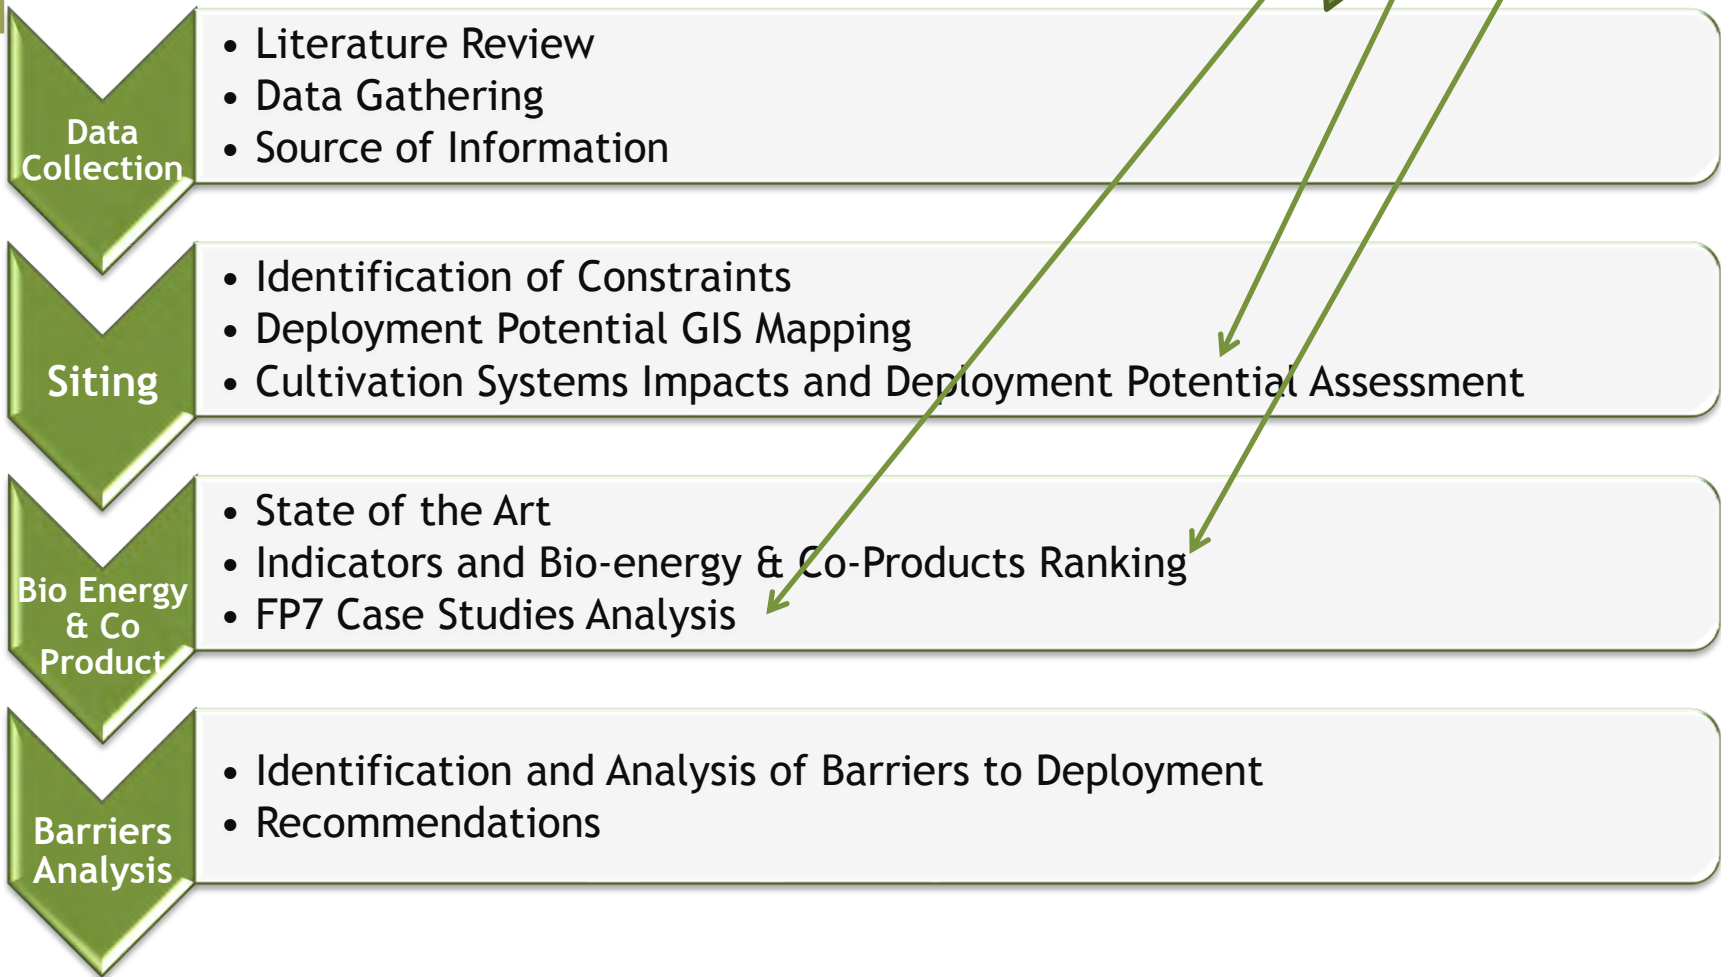 Data
Collection
• Literature Review
• Data Gathering
• Source of Information
Siting
• Identification of Constraints
• Deployment Potential GIS Mapping
• Cultivation Systems Impacts and Deployment Potential Assessment
Bio Energy
& Co
Product
• State of the Art
• Indicators and Bio-energy & Co-Products Ranking
• FP7 Case Studies Analysis
Barriers
Analysis
• Identification and Analysis of Barriers to Deployment
• Recommendations